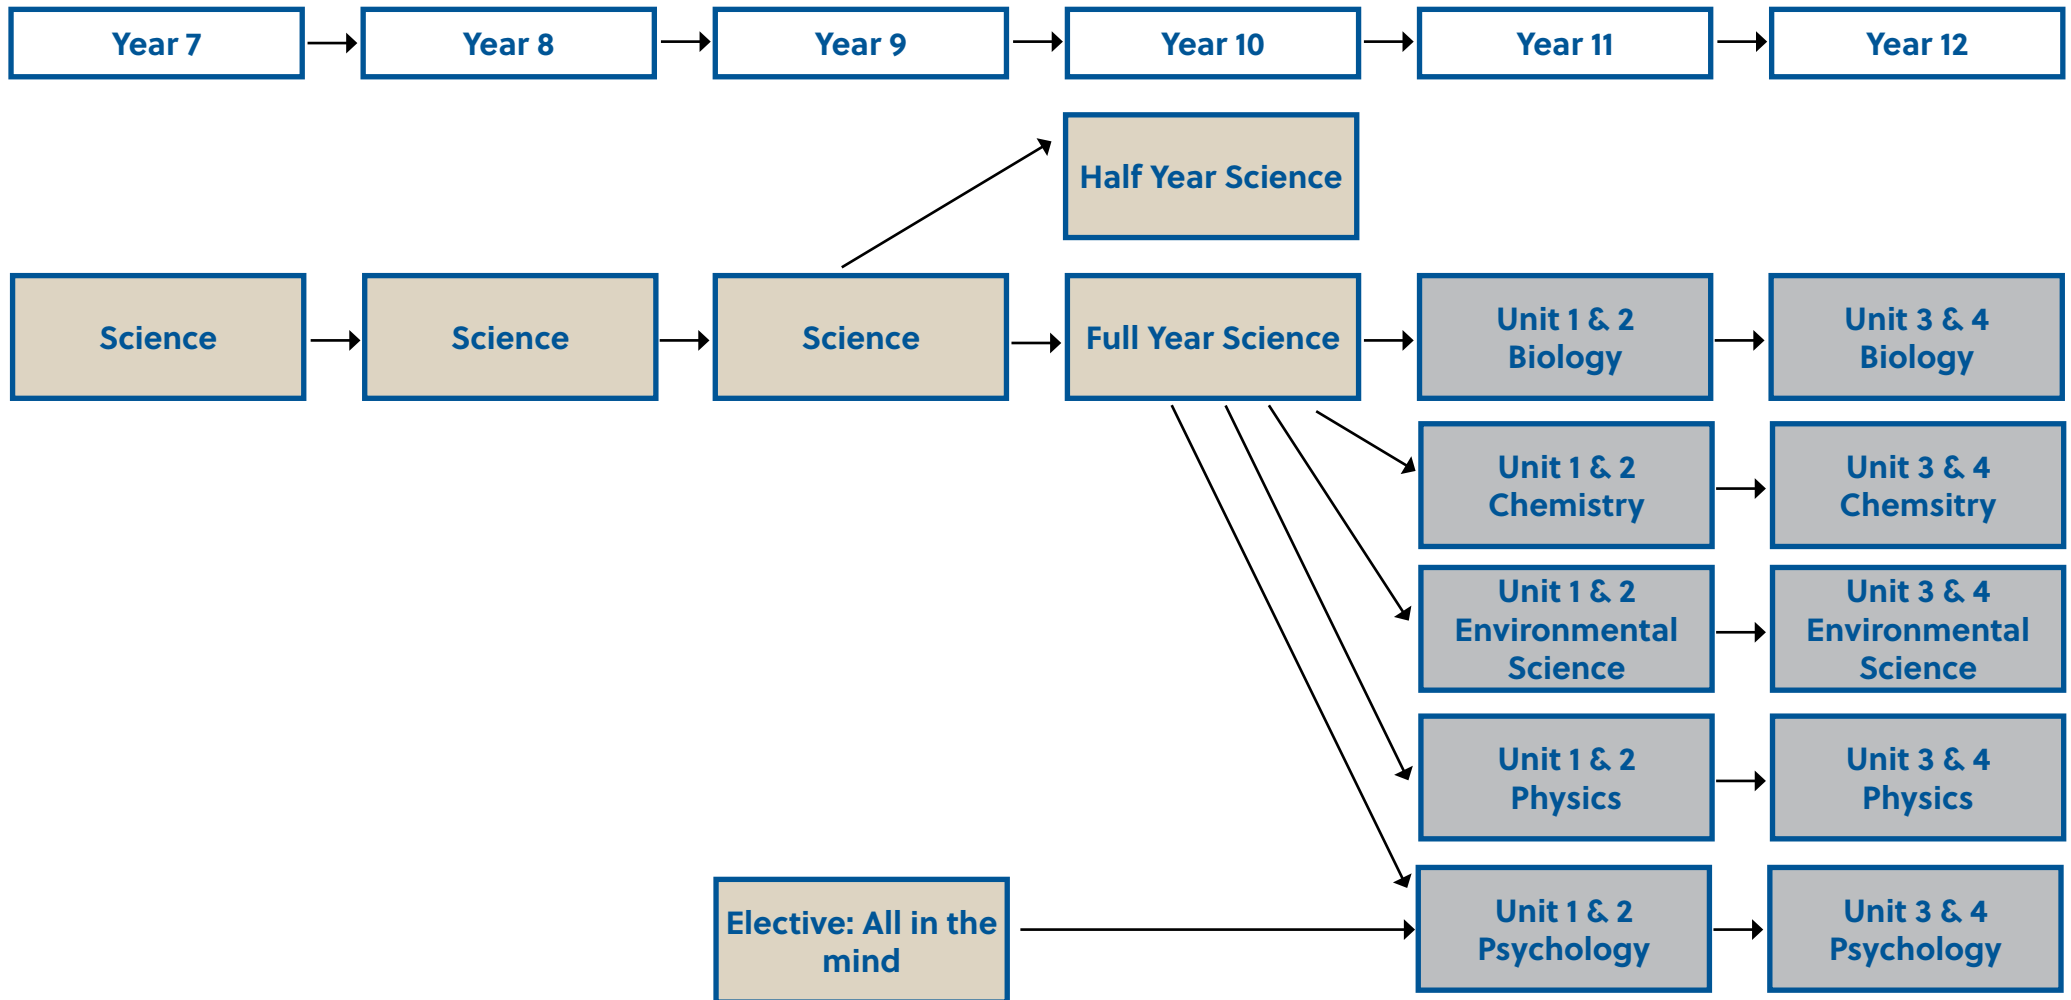 Year 7
Year 8
Year 9
Year 10
Year 11
Year 12
Half Year Science
Science
Science
Science
Full Year Science
Unit 1 & 2
Biology
Unit 3 & 4
Biology
Unit 1 & 2
Chemistry
Unit 3 & 4
Chemsitry
Unit 1 & 2
Environmental
Science
Unit 3 & 4
Environmental
Science
Unit 1 & 2
Physics
Unit 3 & 4
Physics
Elective: All in the
mind
Unit 1 & 2
Psychology
Unit 3 & 4
Psychology